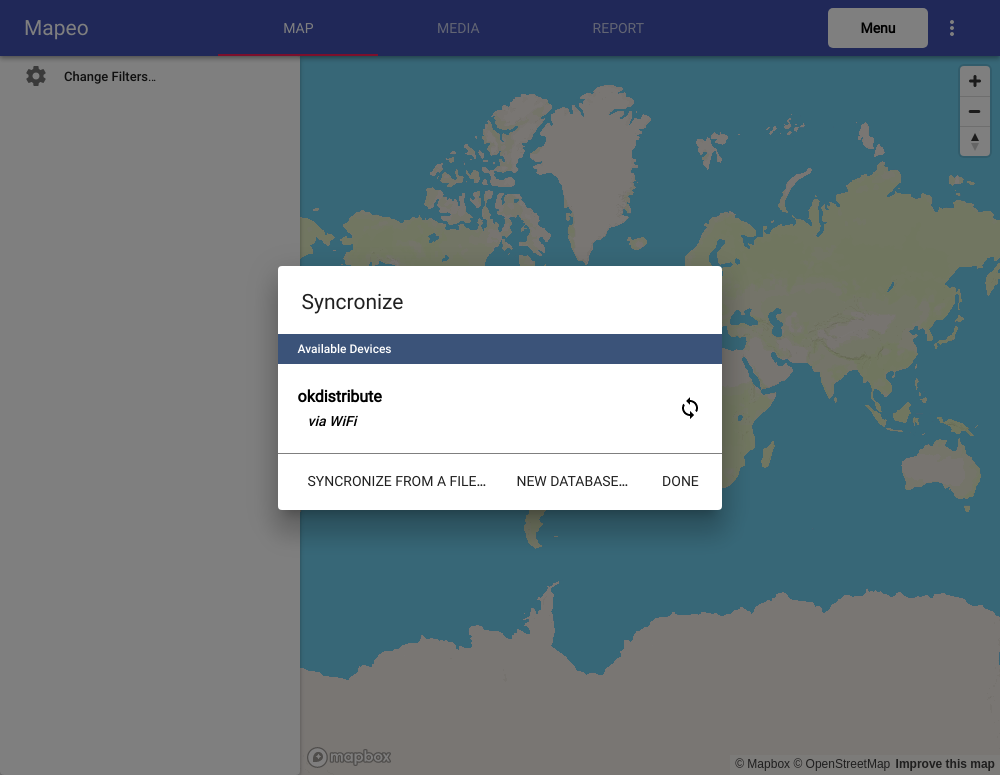 Mapeo
MAP
MEDIA
REPORT
Menu
Change Filters…
Syncronize
Available Devices
okdistribute
via WiFi
SYNCRONIZE FROM A FILE…
NEW DATABASE…
DONE
mapbox
© Mapbox © OpenStreetMap Improve this map